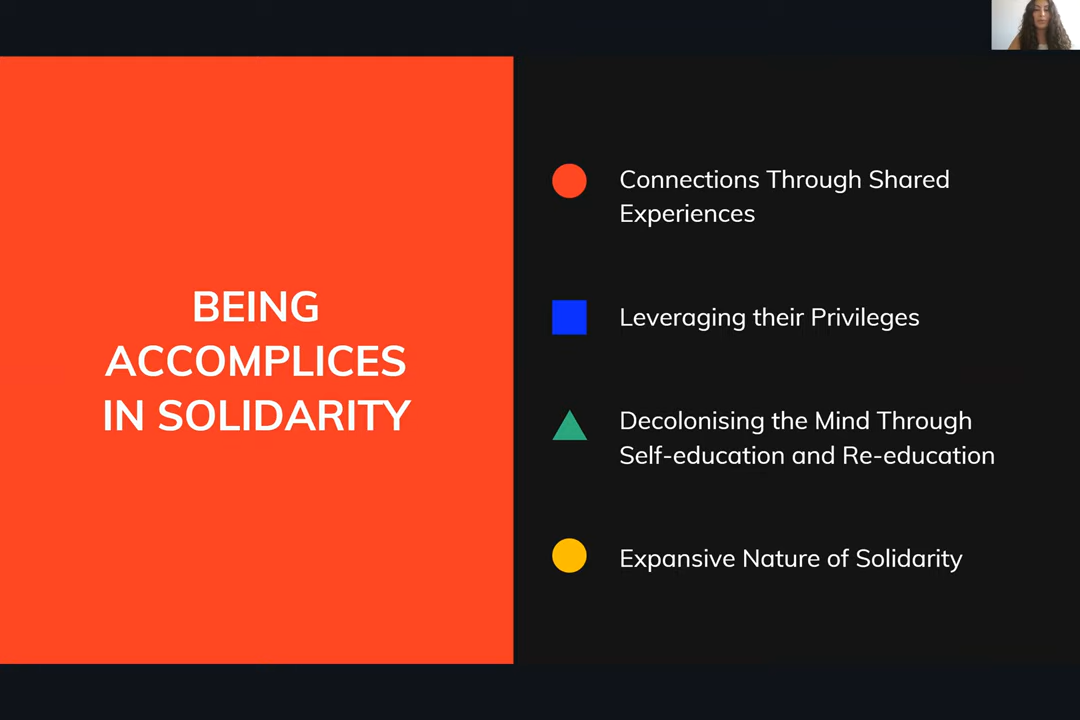 BEING
ACCOMPLICES
IN SOLIDARITY
Connections Through Shared
Experiences
Leveraging their Privileges
Decolonising the Mind Through
Self-education and Re-education
Expansive Nature of Solidarity